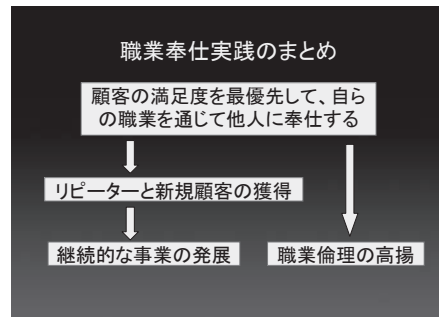 職業奉仕実践のまとめ
顧客の満足度を最優先して、自ら
の職業を通じて他人に奉仕する
リピーターと新規顧客の獲得
継続的な事業の発展
職業倫理の高揚